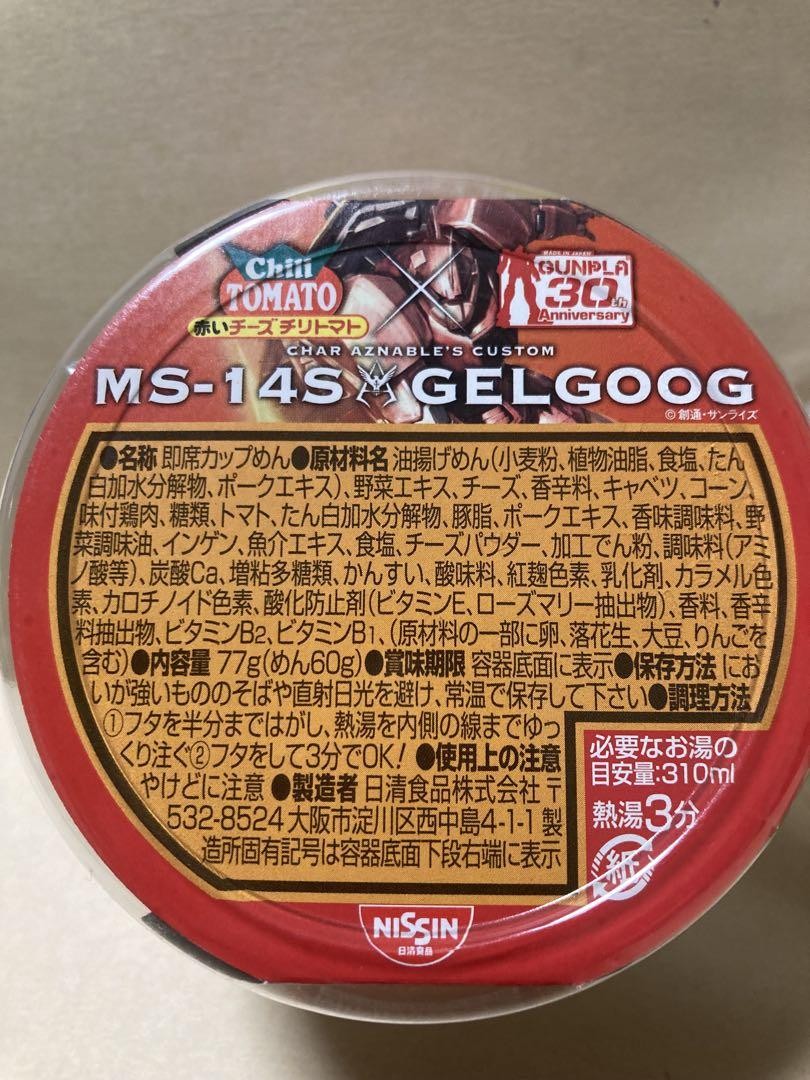 Chili
TOMATO
赤いチーズチリトマト
×
MADE IN JAPAN
GUNPLA
30th
Anniversary
CHAR AZNABLE'S CUSTOM
MS-14S GELGOOG
©創通・サンライズ
●名称 即席カップめん●原材料名 油揚げめん(小麦粉、植物油脂、食塩、たん
白加水分解物、ポークエキス)、野菜エキス、チーズ、香辛料、キャベツ、コーン、
味付鶏肉、糖類、トマト、たん白加水分解物、豚脂、ポークエキス、香味調味料、野
菜調味油、インゲン、魚介エキス、食塩、チーズパウダー、加工でん粉、調味料(アミ
ノ酸等)、炭酸Ca、増粘多糖類、かんすい、酸味料、紅麹色素、乳化剤、カラメル色
素、カロチノイド色素、酸化防止剤(ビタミンE、ローズマリー抽出物)、香料、香辛
料抽出物、ビタミンB2、ビタミンB1、(原材料の一部に卵、落花生、大豆、りんごを
含む)●内容量 77g(めん60g)●賞味期限 容器底面に表示●保存方法 にお
いが強いもののそばや直射日光を避け、常温で保存して下さい●調理方法
①フタを半分まではがし、熱湯を内側の線までゆっ
くり注ぐ②フタをして3分でOK! ●使用上の注意
やけどに注意 ●製造者 日清食品株式会社 〒
532-8524 大阪市淀川区西中島4-1-1 製
造所固有記号は容器底面下段右端に表示
必要なお湯の
目安量:310ml
熱湯3分
紙
NISSIN
日清食品